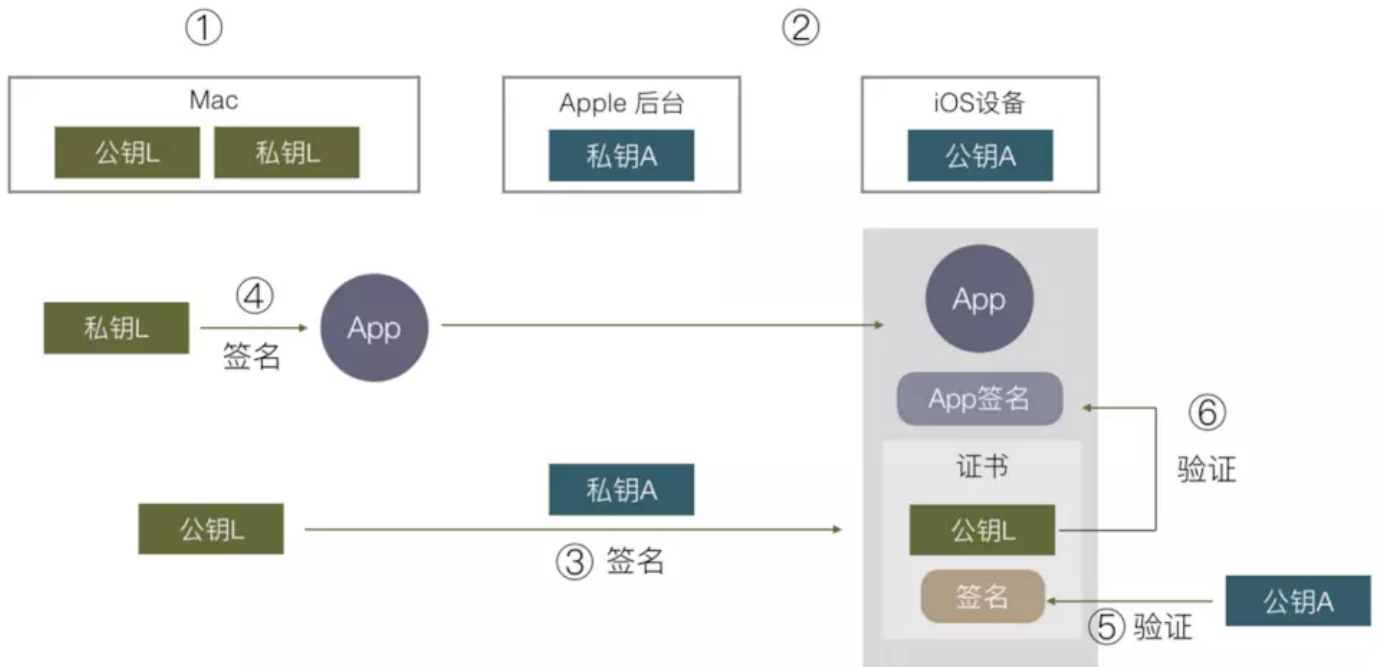 ① ②
Mac
公钥L 私钥L
Apple 后台
私钥A
iOS设备
公钥A
私钥L
④
签名
App
App
App签名
⑥
验证
证书
公钥L
私钥A
③ 签名
公钥L
签名
⑤ 验证
公钥A